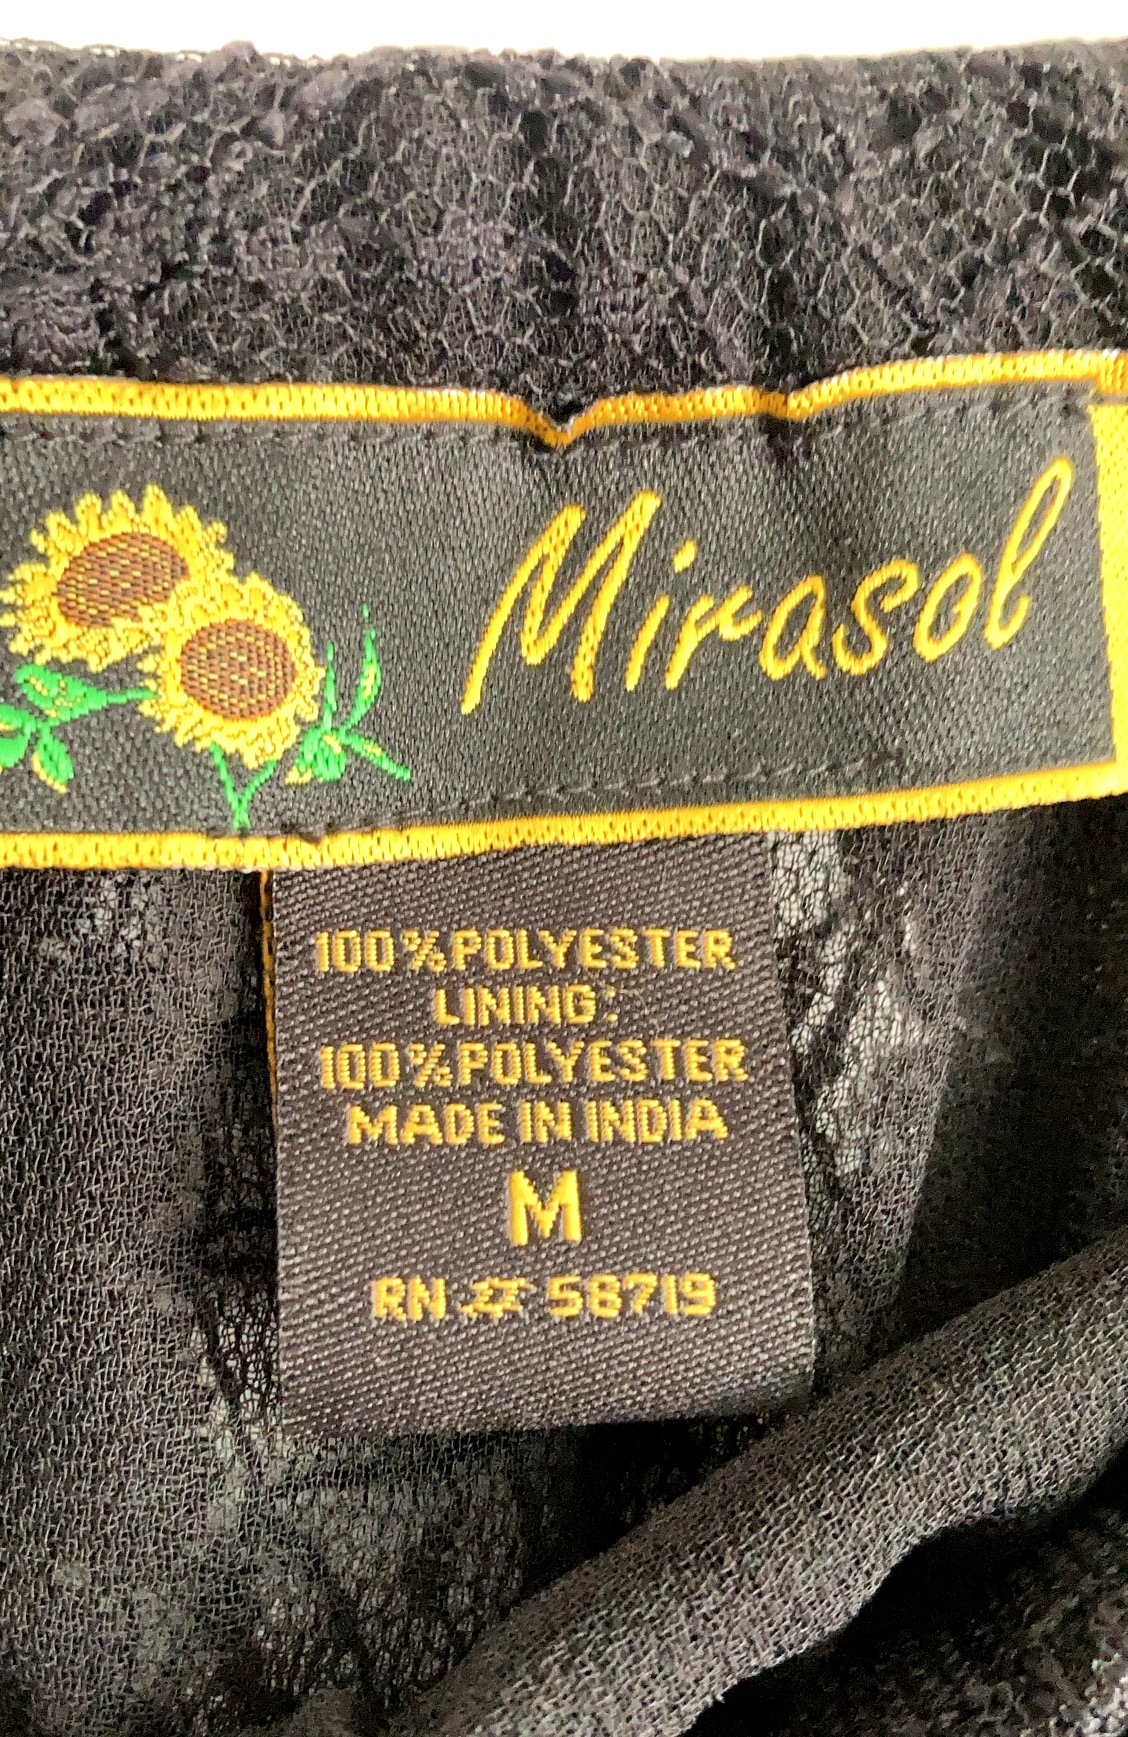 Mirasol
100% POLYESTER
LINING:
100% POLYESTER
MADE IN INDIA
M
RN # 58719